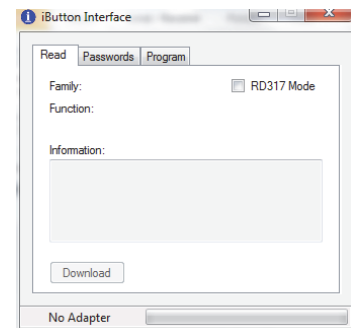 iButton Interface
Read Passwords Program
Family: RD317 Mode
Function:
Information:
Download
No Adapter